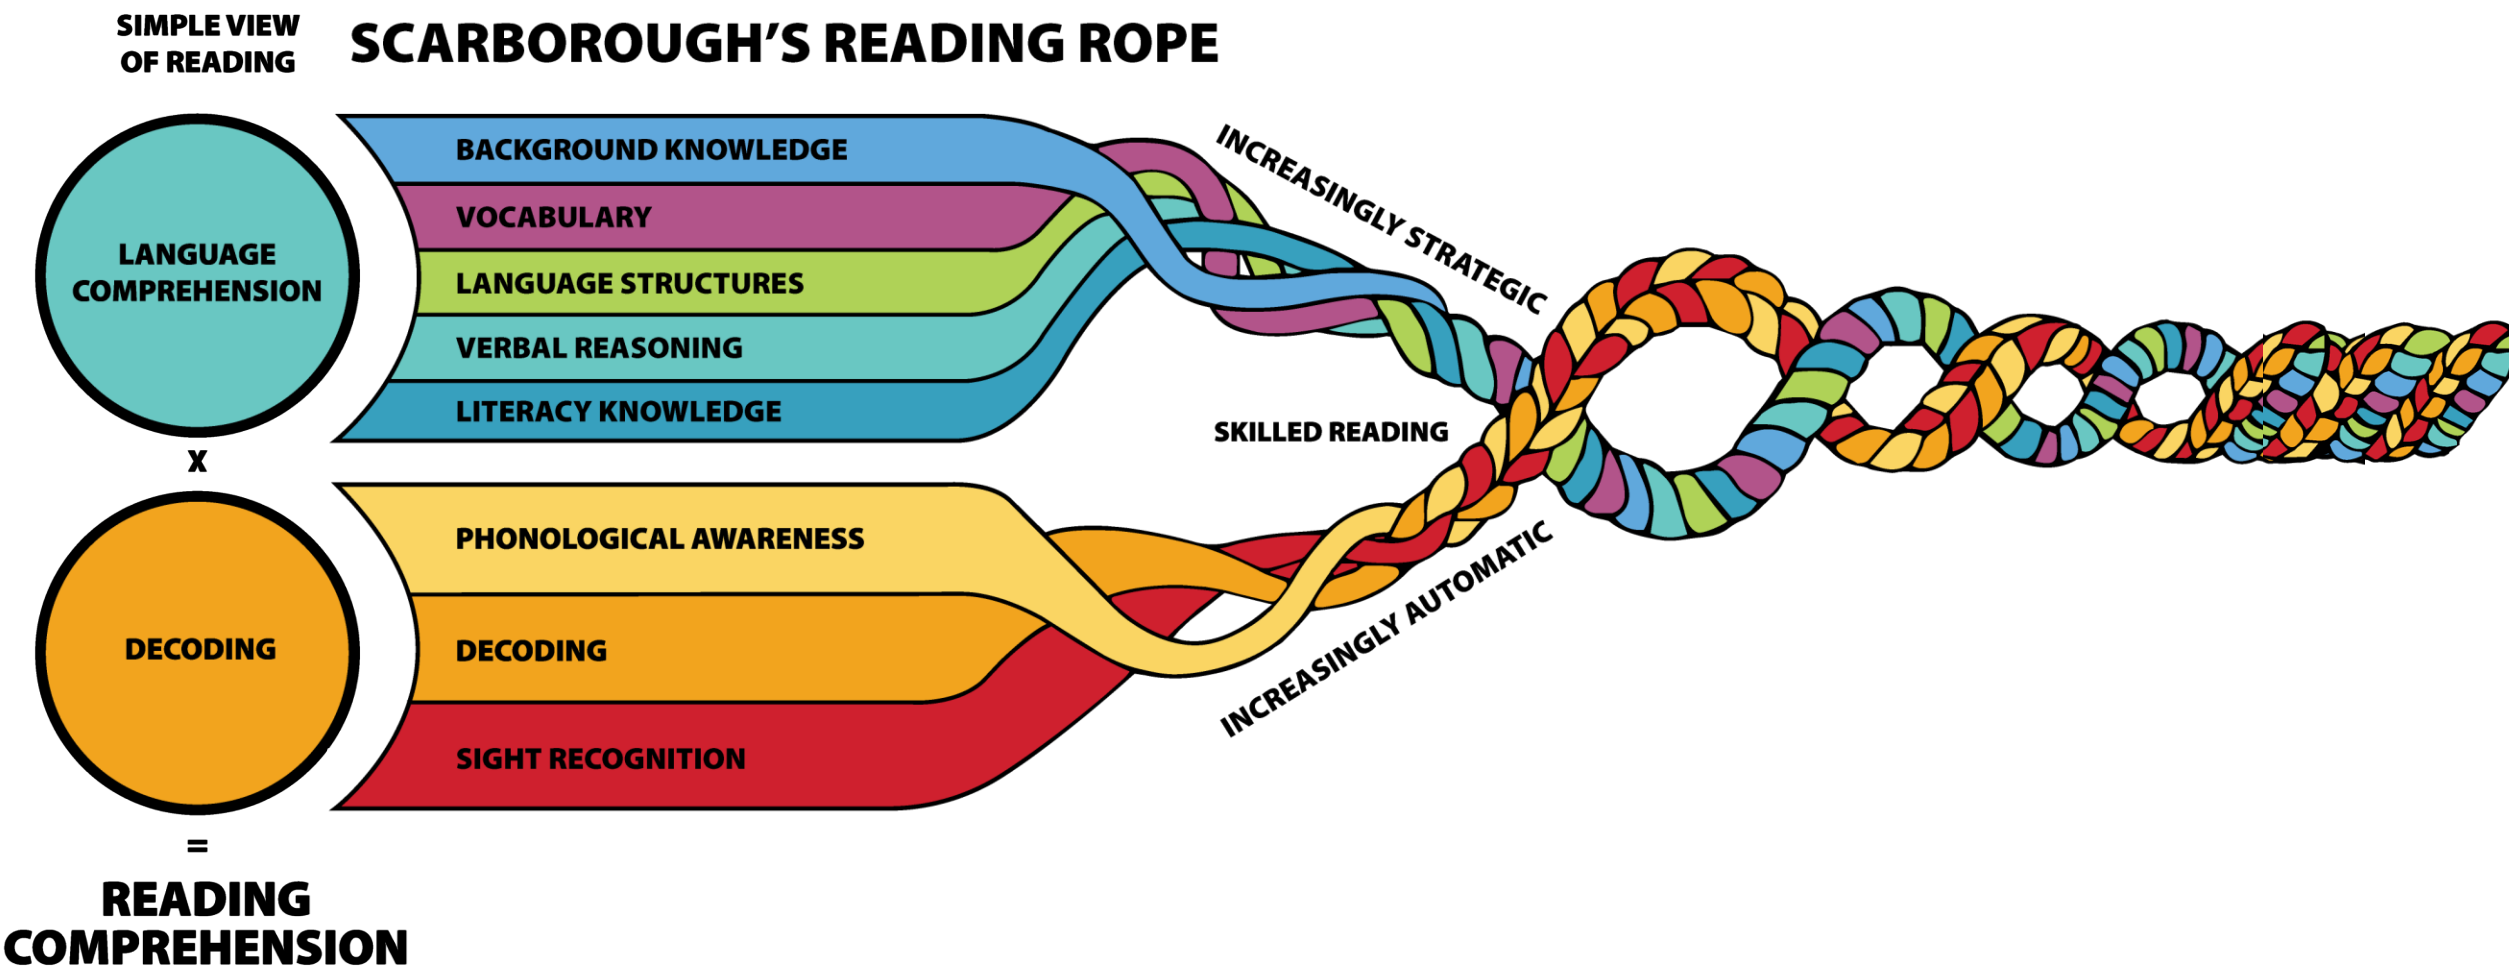 SIMPLE VIEW
OF READING
SCARBOROUGH'S READING ROPE
LANGUAGE
COMPREHENSION
X
DECODING
=
READING
COMPREHENSION
BACKGROUND KNOWLEDGE
VOCABULARY
LANGUAGE STRUCTURES
VERBAL REASONING
LITERACY KNOWLEDGE
PHONOLOGICAL AWARENESS
DECODING
SIGHT RECOGNITION
INCREASINGLY STRATEGIC
SKILLED READING
INCREASINGLY AUTOMATIC